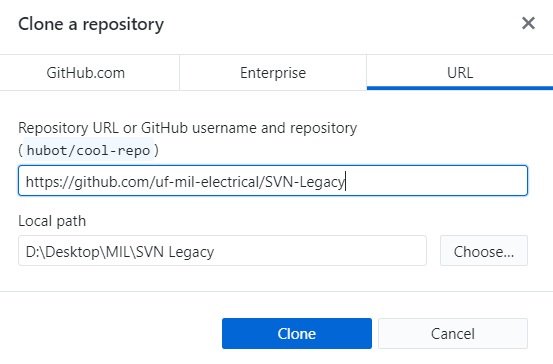 Clone a repository
GitHub.com
Enterprise
URL
Repository URL or GitHub username and repository
(hubot/cool-repo)
https://github.com/uf-mil-electrical/SVN-Legacy
Local path
D:\Desktop\MIL\SVN Legacy
Choose...
Clone
Cancel